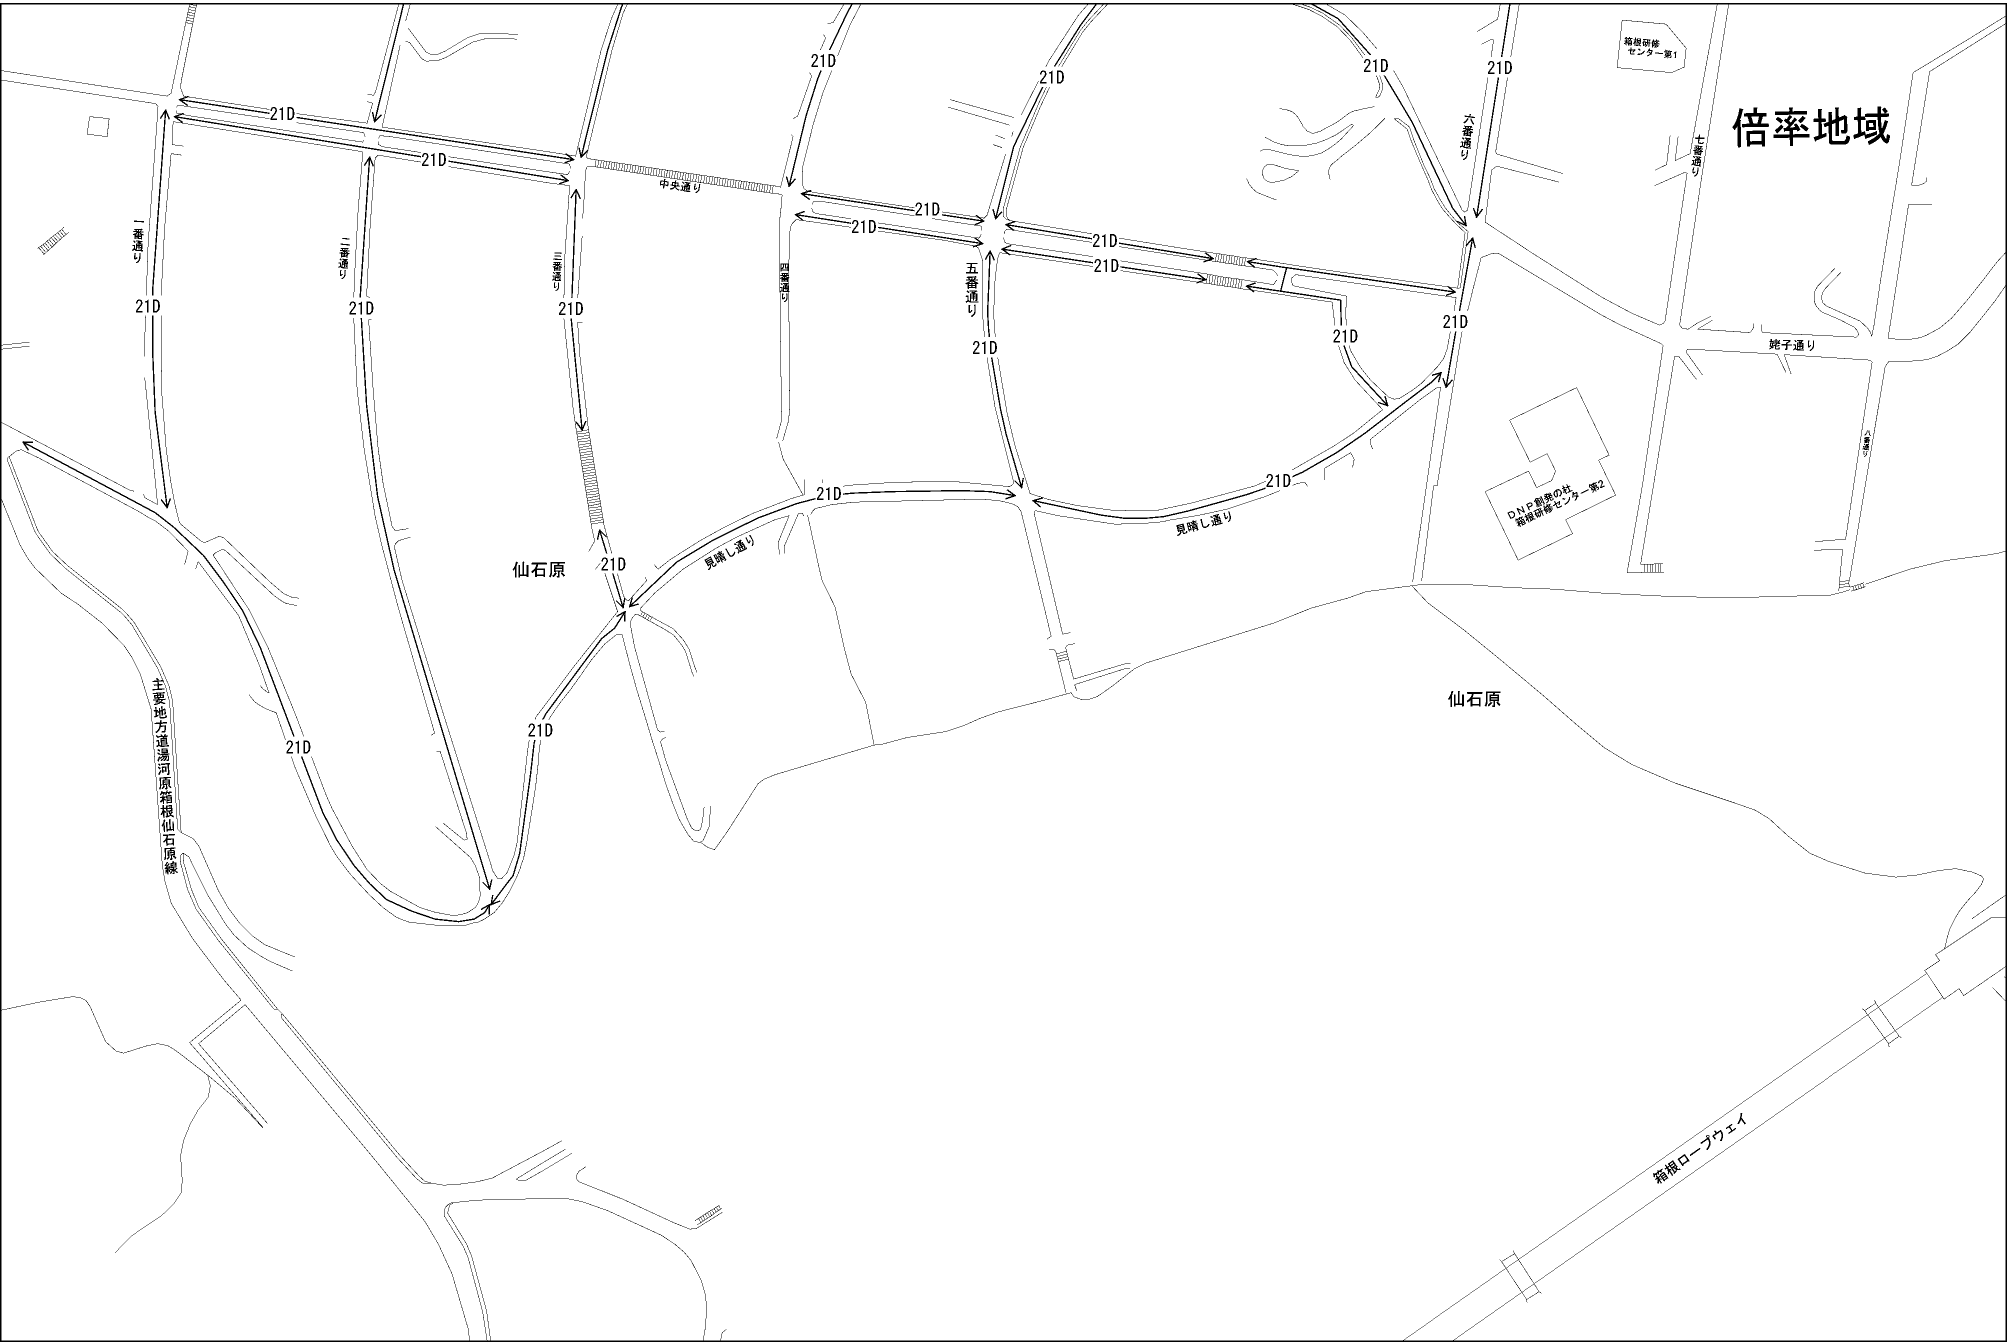 箱根研修
センター第1
21D
21D
21D
21D
倍率地域
21D
六番通り
七番通り
21D
中央通り
21D
21D
一番通り
二番通り
三番通り
四番通り
五番通り
21D
21D
21D
21D
21D
21D
21D
21D
姥子通り
21D
八番通り
21D
21D
DNP創発の杜
箱根研修センター第2
見晴し通り
見晴し通り
21D
仙石原
仙石原
主要地方道湯河原箱根仙石原線
21D
21D
箱根ロープウェイ